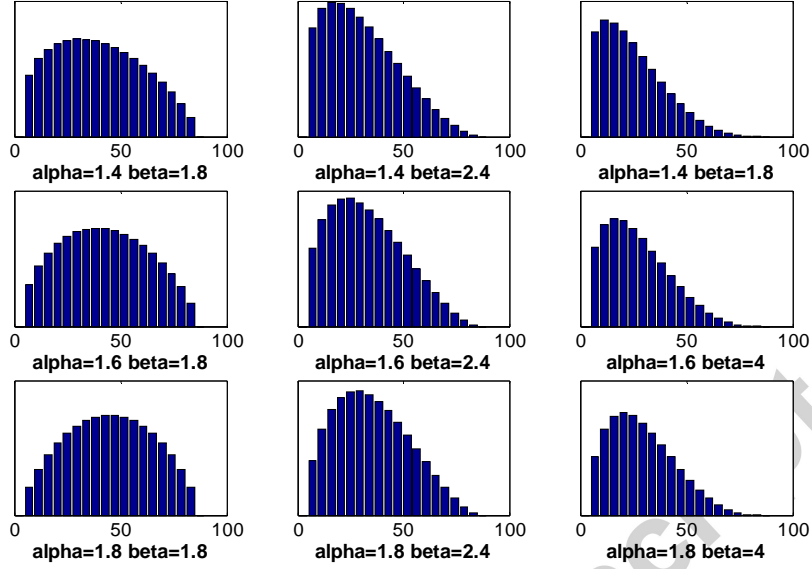 0 50 100 0 50 100 0 50 100
alpha=1.4 beta=1.8 alpha=1.4 beta=2.4 alpha=1.4 beta=1.8
0 50 100 0 50 100 0 50 100
alpha=1.6 beta=1.8 alpha=1.6 beta=2.4 alpha=1.6 beta=4
0 50 100 0 50 100 0 50 100
alpha=1.8 beta=1.8 alpha=1.8 beta=2.4 alpha=1.8 beta=4